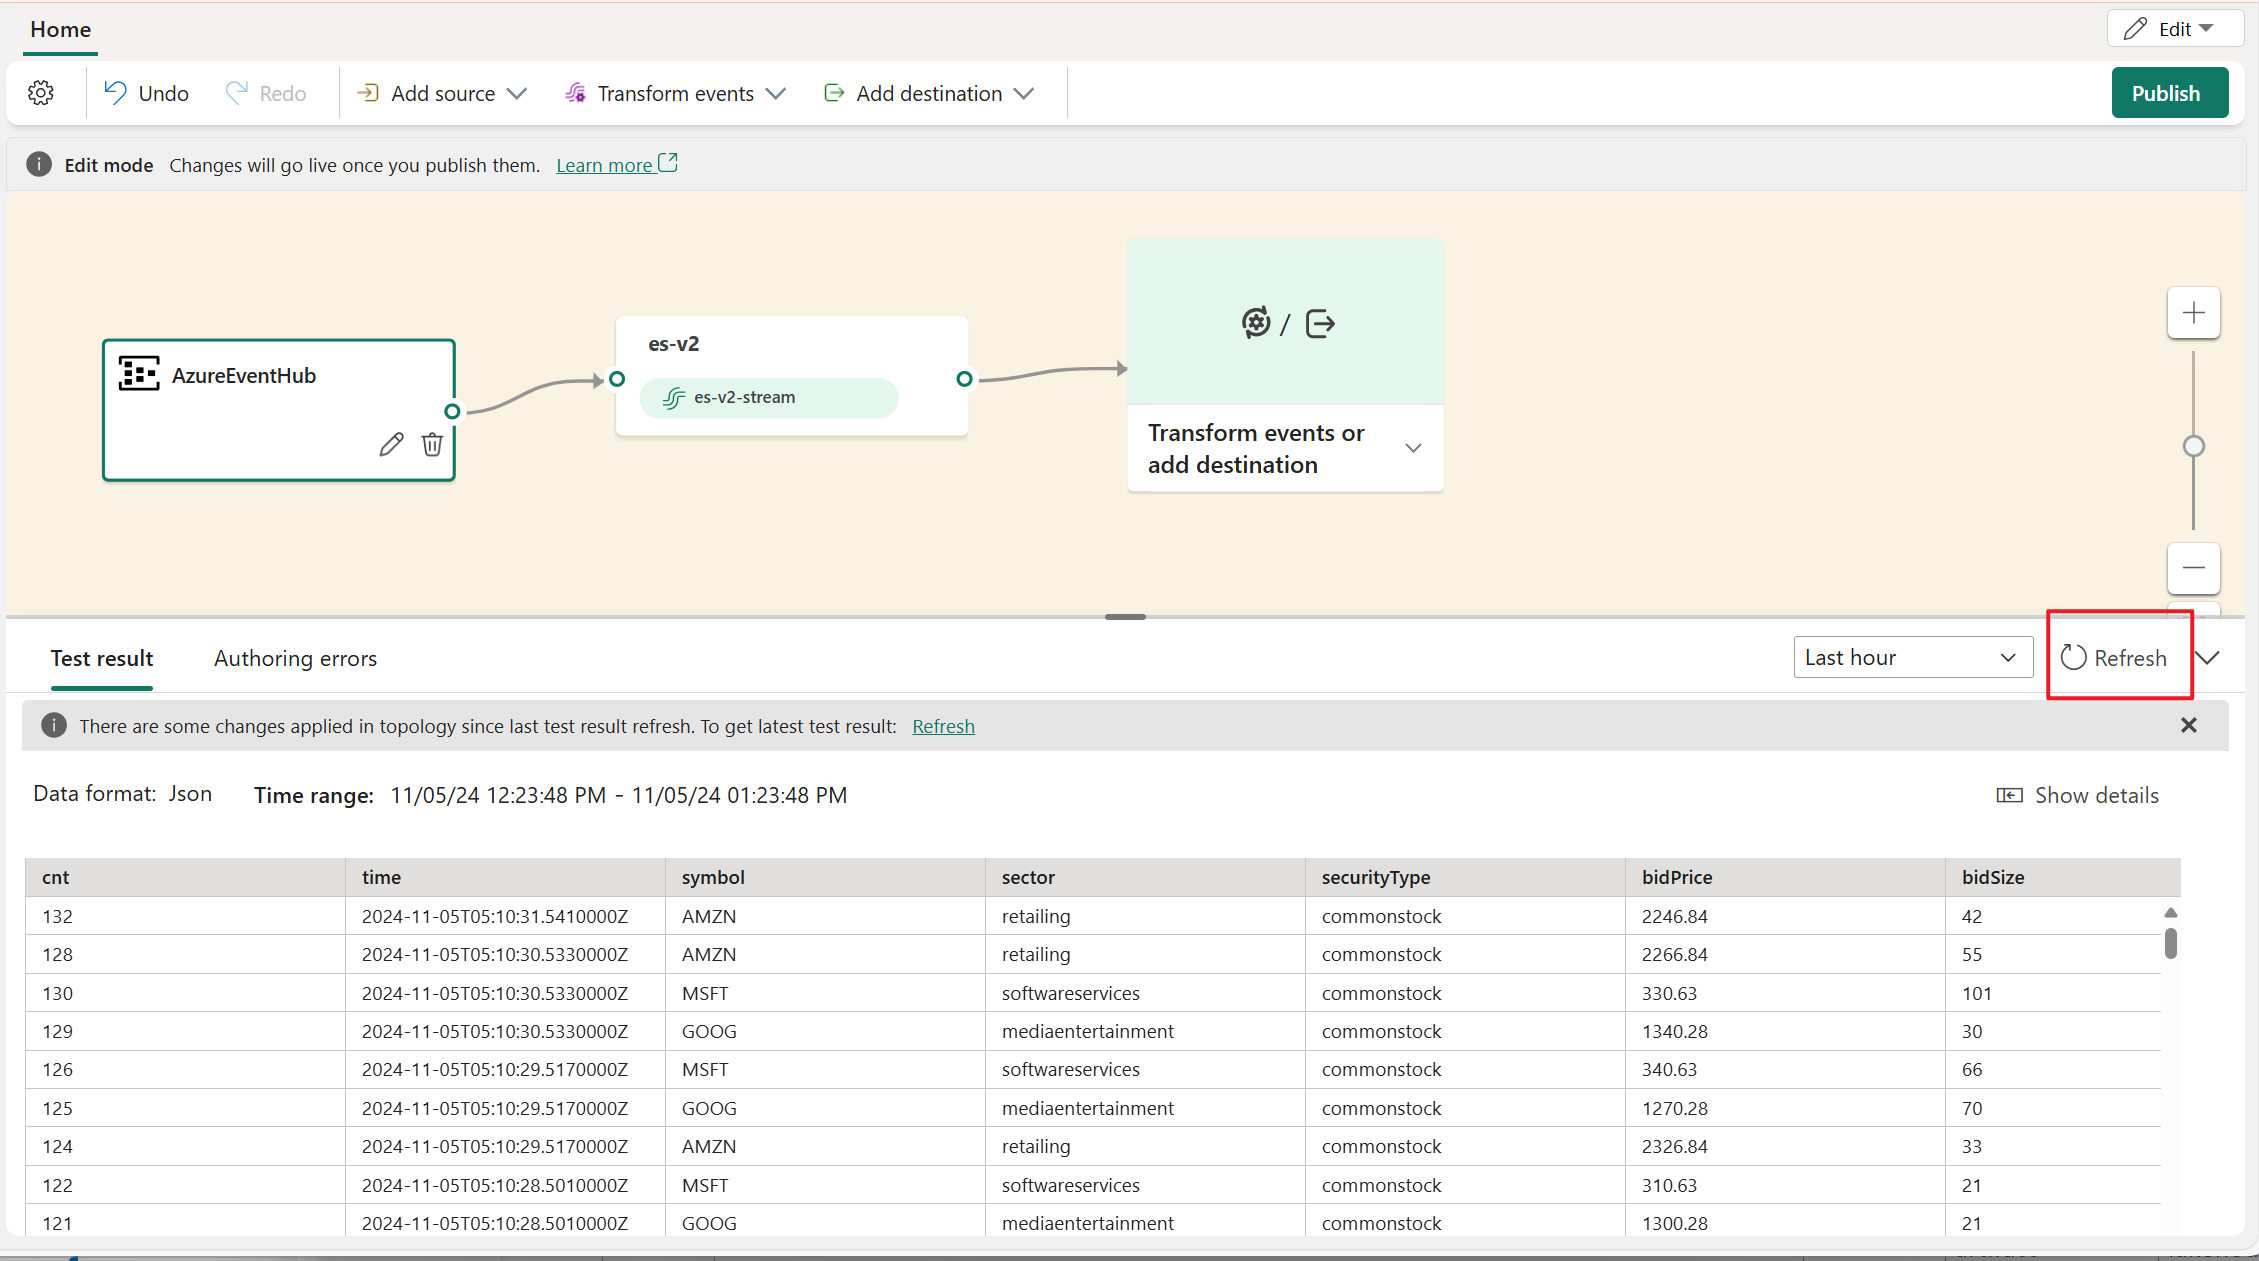 Home
Edit
Undo
Redo
Add source
Transform events
Add destination
Publish
Edit mode Changes will go live once you publish them. Learn more
AzureEventHub
es-v2
es-v2-stream
/
Transform events or
add destination
Test result
Authoring errors
Last hour
Refresh
There are some changes applied in topology since last test result refresh. To get latest test result: Refresh
Data format: Json
Time range: 11/05/24 12:23:48 PM - 11/05/24 01:23:48 PM
Show details
cnt time symbol sector securityType bidPrice bidSize
132 2024-11-05T05:10:31.5410000Z AMZN retailing commonstock 2246.84 42
128 2024-11-05T05:10:30.5330000Z AMZN retailing commonstock 2266.84 55
130 2024-11-05T05:10:30.5330000Z MSFT softwareservices commonstock 330.63 101
129 2024-11-05T05:10:30.5330000Z GOOG mediaentertainment commonstock 1340.28 30
126 2024-11-05T05:10:29.5170000Z MSFT softwareservices commonstock 340.63 66
125 2024-11-05T05:10:29.5170000Z GOOG mediaentertainment commonstock 1270.28 70
124 2024-11-05T05:10:29.5170000Z AMZN retailing commonstock 2326.84 33
122 2024-11-05T05:10:28.5010000Z MSFT softwareservices commonstock 310.63 21
121 2024-11-05T05:10:28.5010000Z GOOG mediaentertainment commonstock 1300.28 21